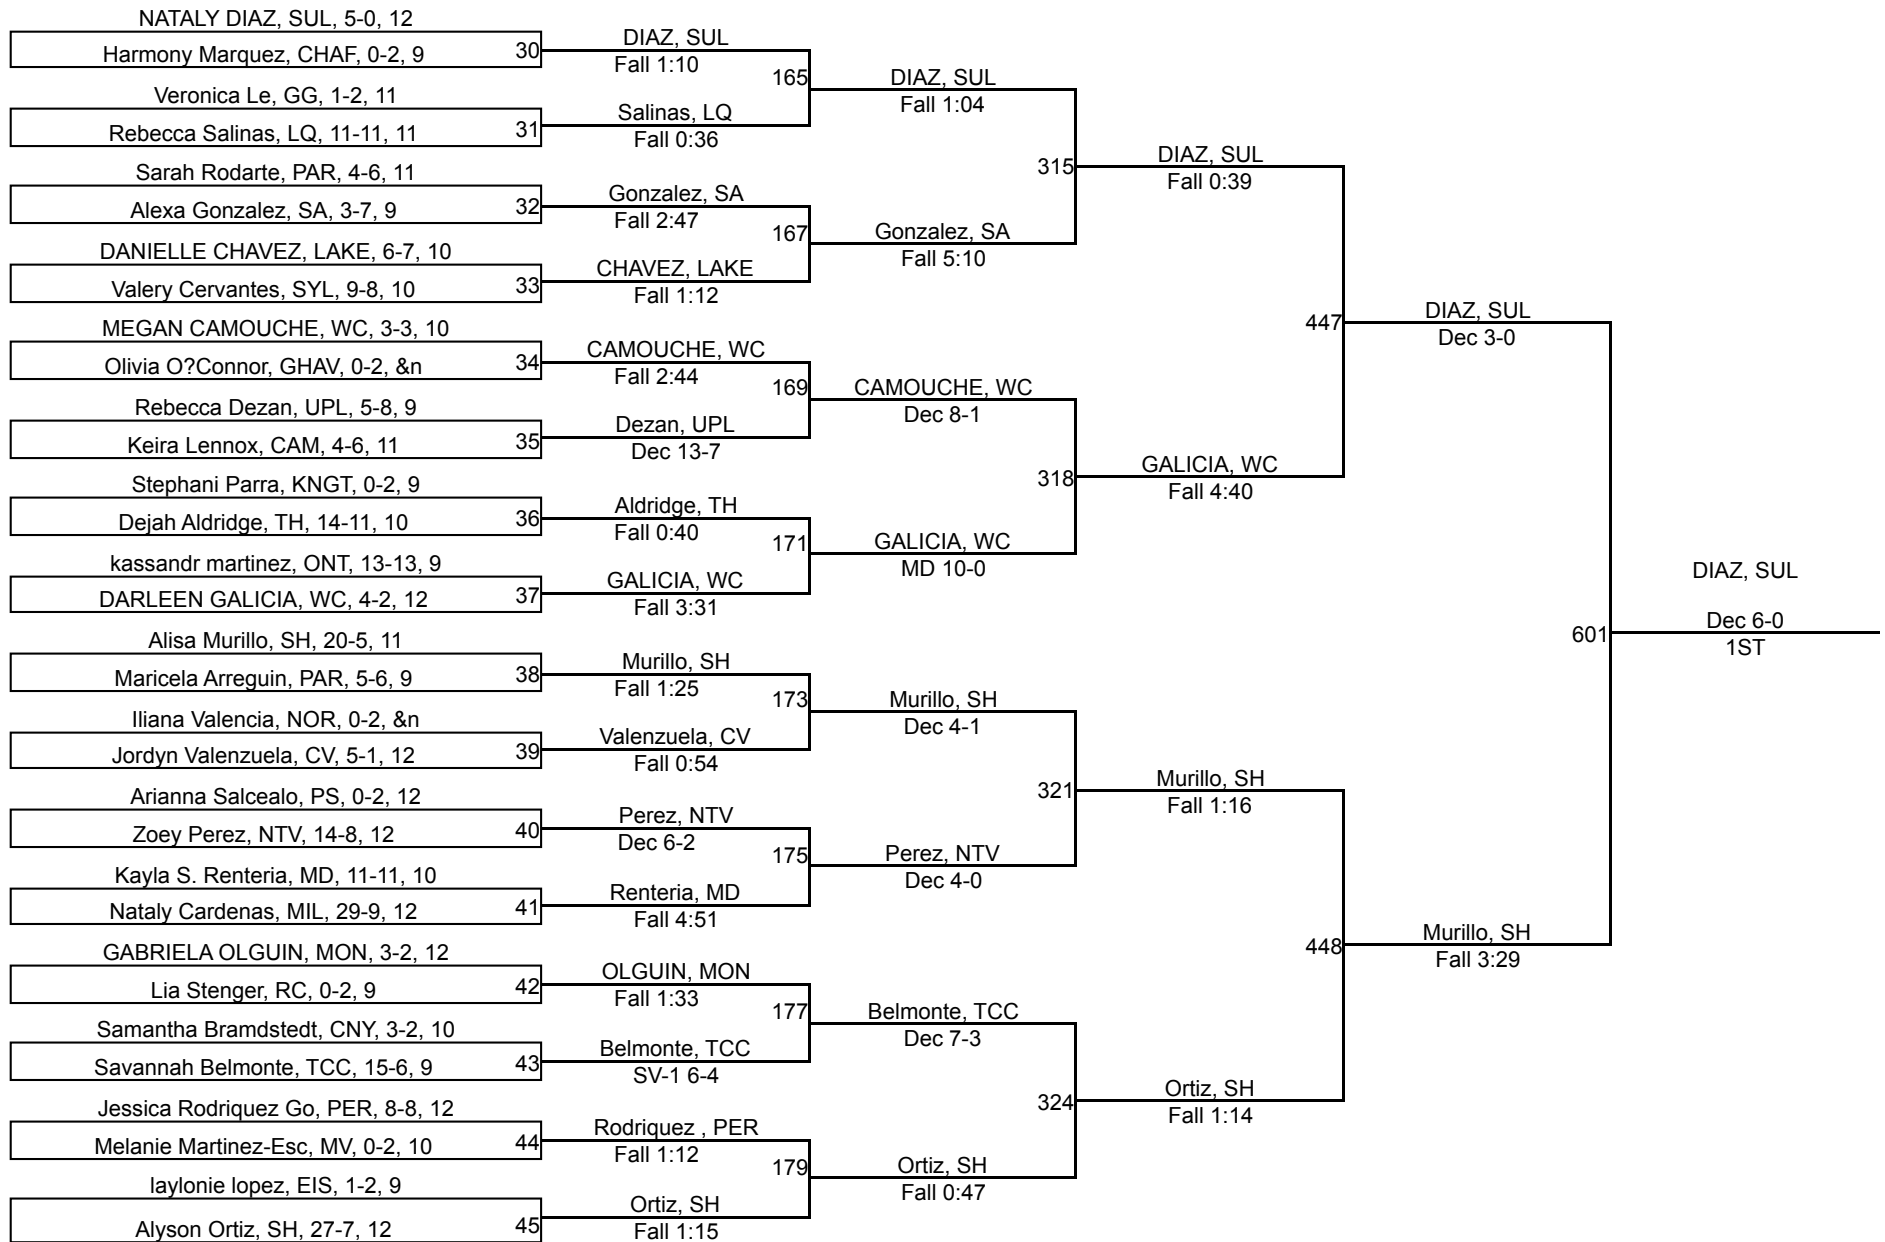 NATALY DIAZ, SUL, 5-0, 12
Harmony Marquez, CHAF, 0-2, 9
30
Veronica Le, GG, 1-2, 11
Rebecca Salinas, LQ, 11-11, 11
31
Sarah Rodarte, PAR, 4-6, 11
Alexa Gonzalez, SA, 3-7, 9
32
DANIELLE CHAVEZ, LAKE, 6-7, 10
Valery Cervantes, SYL, 9-8, 10
33
MEGAN CAMOUCHE, WC, 3-3, 10
Olivia O?Connor, GHAV, 0-2, &n
34
Rebecca Dezan, UPL, 5-8, 9
Keira Lennox, CAM, 4-6, 11
35
Stephani Parra, KNGT, 0-2, 9
Dejah Aldridge, TH, 14-11, 10
36
kassandr martinez, ONT, 13-13, 9
DARLEEN GALICIA, WC, 4-2, 12
37
Alisa Murillo, SH, 20-5, 11
Maricela Arreguin, PAR, 5-6, 9
38
Iliana Valencia, NOR, 0-2, &n
Jordyn Valenzuela, CV, 5-1, 12
39
Arianna Salcealo, PS, 0-2, 12
Zoey Perez, NTV, 14-8, 12
40
Kayla S. Renteria, MD, 11-11, 10
Nataly Cardenas, MIL, 29-9, 12
41
GABRIELA OLGUIN, MON, 3-2, 12
Lia Stenger, RC, 0-2, 9
42
Samantha Bramdstedt, CNY, 3-2, 10
Savannah Belmonte, TCC, 15-6, 9
43
Jessica Rodriquez Go, PER, 8-8, 12
Melanie Martinez-Esc, MV, 0-2, 10
44
laylonie lopez, EIS, 1-2, 9
Alyson Ortiz, SH, 27-7, 12
45
DIAZ, SUL
Fall 1:10
165
Salinas, LQ
Fall 0:36
Gonzalez, SA
Fall 2:47
167
CHAVEZ, LAKE
Fall 1:12
CAMOUCHE, WC
Fall 2:44
169
Dezan, UPL
Dec 13-7
Aldridge, TH
Fall 0:40
171
GALICIA, WC
Fall 3:31
Murillo, SH
Fall 1:25
173
Valenzuela, CV
Fall 0:54
Perez, NTV
Dec 6-2
175
Renteria, MD
Fall 4:51
OLGUIN, MON
Fall 1:33
177
Belmonte, TCC
SV-1 6-4
Rodriquez , PER
Fall 1:12
179
Ortiz, SH
Fall 1:15
DIAZ, SUL
Fall 1:04
315
Gonzalez, SA
Fall 5:10
CAMOUCHE, WC
Dec 8-1
318
GALICIA, WC
MD 10-0
Murillo, SH
Dec 4-1
321
Perez, NTV
Dec 4-0
Belmonte, TCC
Dec 7-3
324
Ortiz, SH
Fall 0:47
DIAZ, SUL
Fall 0:39
447
GALICIA, WC
Fall 4:40
Murillo, SH
Fall 1:16
448
Ortiz, SH
Fall 1:14
DIAZ, SUL
Dec 3-0
601
Murillo, SH
Fall 3:29
DIAZ, SUL
Dec 6-0
1ST